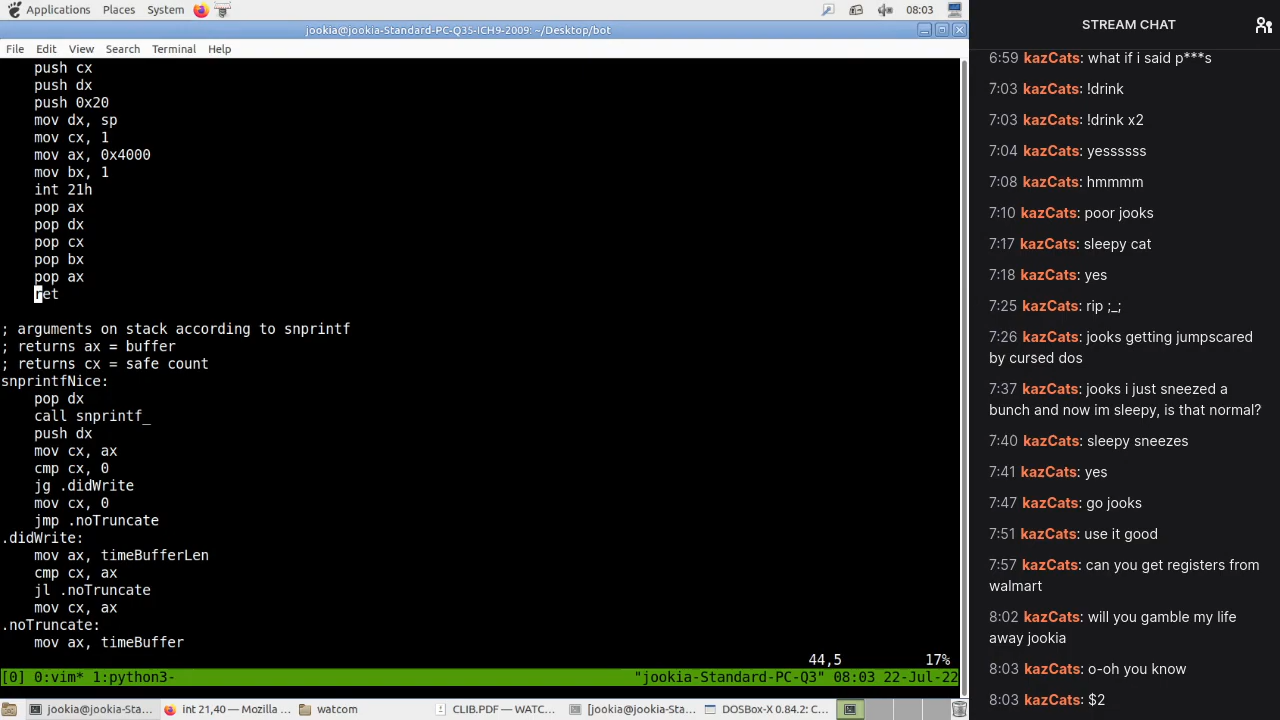 Applications Places System 08:03
jookia@jookia-Standard-PC-Q35-ICH9-2009: ~/Desktop/bot
File Edit View Search Terminal Help
push cx
push dx
push 0x20
mov dx, sp
mov cx, 1
mov ax, 0x4000
mov bx, 1
int 21h
pop ax
pop dx
pop cx
pop bx
pop ax
ret
; arguments on stack according to snprintf
; returns ax = buffer
; returns cx = safe count
snprintfNice:
pop dx
call snprintf_
push dx
mov cx, ax
cmp cx, 0
jg .didWrite
mov cx, 0
jmp .noTruncate
.didWrite:
mov ax, timeBufferLen
cmp cx, ax
jl .noTruncate
mov cx, ax
.noTruncate:
mov ax, timeBuffer
44,5 17%
[0] 0:vim* 1:python3- "jookia-Standard-PC-Q3" 08:03 22-Jul-22
jookia@jookia-Sta... int 21,40 — Mozilla ... watcom CLIB.PDF — WATC... [jookia@jookia-Sta... DOSBox-X 0.84.2: C...
STREAM CHAT
6:59 kazCats: what if i said p***s
7:03 kazCats: !drink
7:03 kazCats: !drink x2
7:04 kazCats: yessssss
7:08 kazCats: hmmmm
7:10 kazCats: poor jooks
7:17 kazCats: sleepy cat
7:18 kazCats: yes
7:25 kazCats: rip ;_;
7:26 kazCats: jooks getting jumpscared
by cursed dos
7:37 kazCats: jooks i just sneezed a
bunch and now im sleepy, is that normal?
7:40 kazCats: sleepy sneezes
7:41 kazCats: yes
7:47 kazCats: go jooks
7:51 kazCats: use it good
7:57 kazCats: can you get registers from
walmart
8:02 kazCats: will you gamble my life
away jookia
8:03 kazCats: o-oh you know
8:03 kazCats: $2